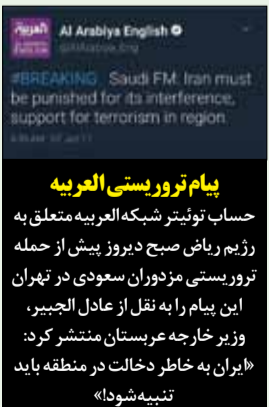 العربية
Al Arabiya English
@AlArabiya_Eng
#BREAKING Saudi FM: Iran must
be punished for its interference,
support for terrorism in region
پیام تروریستی العربیه
حساب توئیتر شبکه العربیه متعلق به
رژیم ریاض صبح دیروز پیش از حمله
تروریستی مزدوران سعودی در تهران
این پیام را به نقل از عادل الجبیر،
وزیر خارجه عربستان منتشر کرد:
«ایران به خاطر دخالت در منطقه باید
تنبیه شود!»